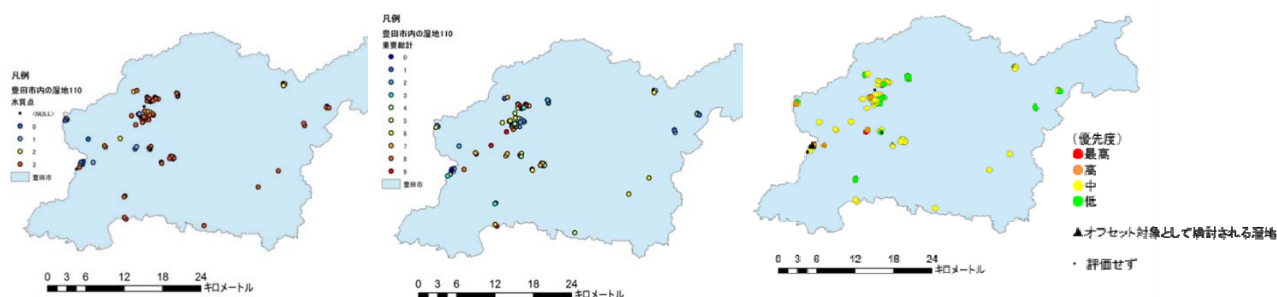 凡例
豊田市内の湿地110
水質点
<NULL>
0
1
2
3
豊田市
0 3 6 12 18 24
キロメートル
凡例
豊田市内の湿地110
重要総計
0
1
2
3
4
5
6
7
8
9
豊田市
0 3 6 12 18 24
キロメートル
(優先度)
最高
高
中
低
▲オフセット対象として検討される湿地
・ 評価せず
0 3 6 12 18 24
キロメートル